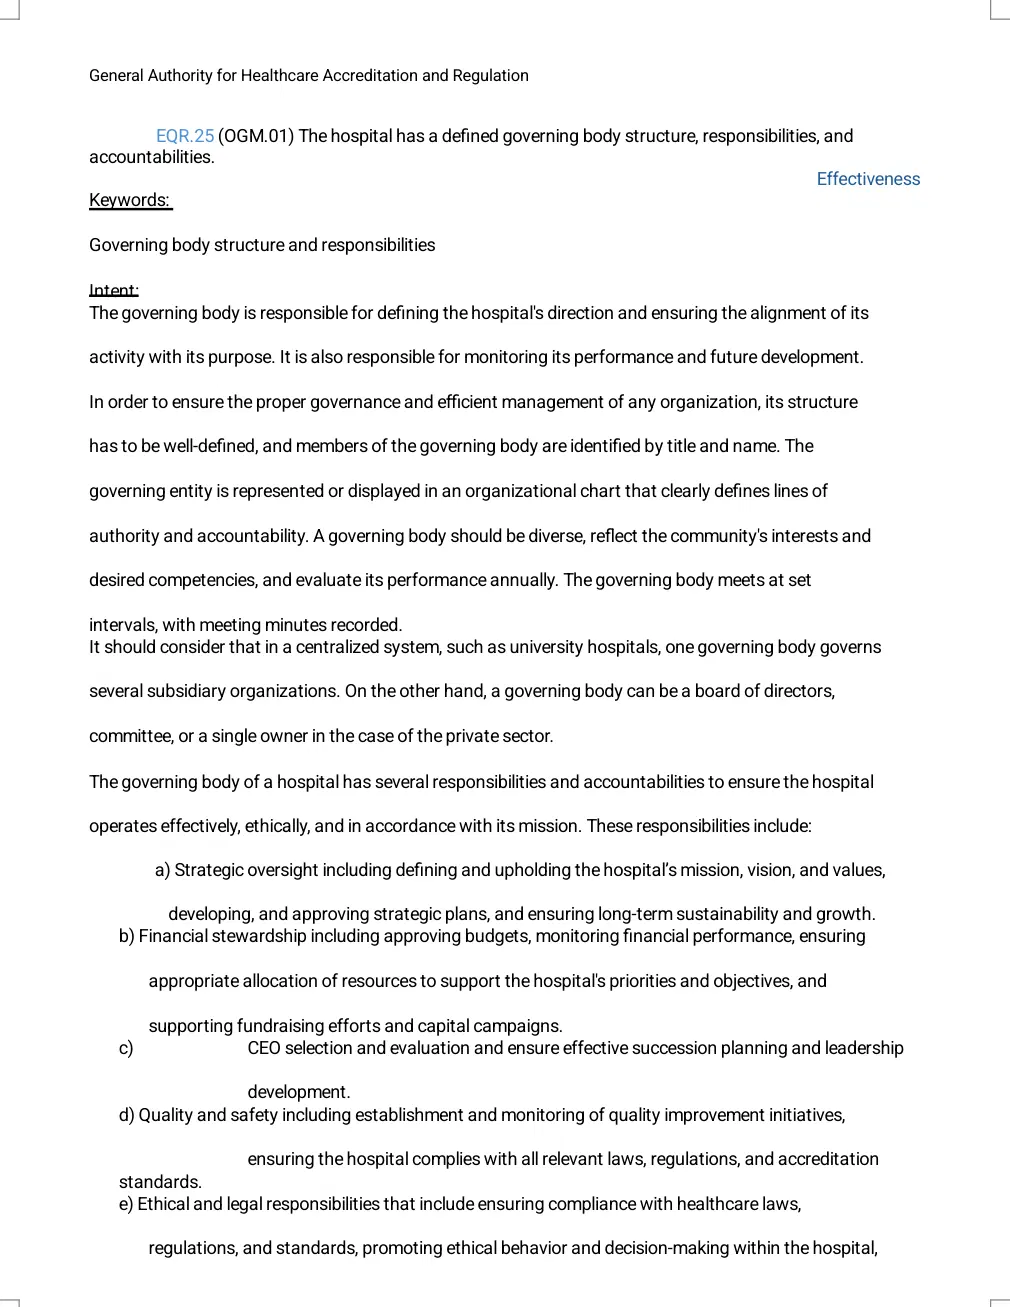 General Authority for Healthcare Accreditation and Regulation
EQR.25 (OGM.01) The hospital has a defined governing body structure, responsibilities, and
accountabilities.
Effectiveness
Keywords:
Governing body structure and responsibilities
Intent:
The governing body is responsible for defining the hospital's direction and ensuring the alignment of its
activity with its purpose. It is also responsible for monitoring its performance and future development.
In order to ensure the proper governance and efficient management of any organization, its structure
has to be well-defined, and members of the governing body are identified by title and name. The
governing entity is represented or displayed in an organizational chart that clearly defines lines of
authority and accountability. A governing body should be diverse, reflect the community's interests and
desired competencies, and evaluate its performance annually. The governing body meets at set
intervals, with meeting minutes recorded.
It should consider that in a centralized system, such as university hospitals, one governing body governs
several subsidiary organizations. On the other hand, a governing body can be a board of directors,
committee, or a single owner in the case of the private sector.
The governing body of a hospital has several responsibilities and accountabilities to ensure the hospital
operates effectively, ethically, and in accordance with its mission. These responsibilities include:
a) Strategic oversight including defining and upholding the hospital’s mission, vision, and values,
developing, and approving strategic plans, and ensuring long-term sustainability and growth.
b) Financial stewardship including approving budgets, monitoring financial performance, ensuring
appropriate allocation of resources to support the hospital's priorities and objectives, and
supporting fundraising efforts and capital campaigns.
c) CEO selection and evaluation and ensure effective succession planning and leadership
development.
d) Quality and safety including establishment and monitoring of quality improvement initiatives,
ensuring the hospital complies with all relevant laws, regulations, and accreditation
standards.
e) Ethical and legal responsibilities that include ensuring compliance with healthcare laws,
regulations, and standards, promoting ethical behavior and decision-making within the hospital,